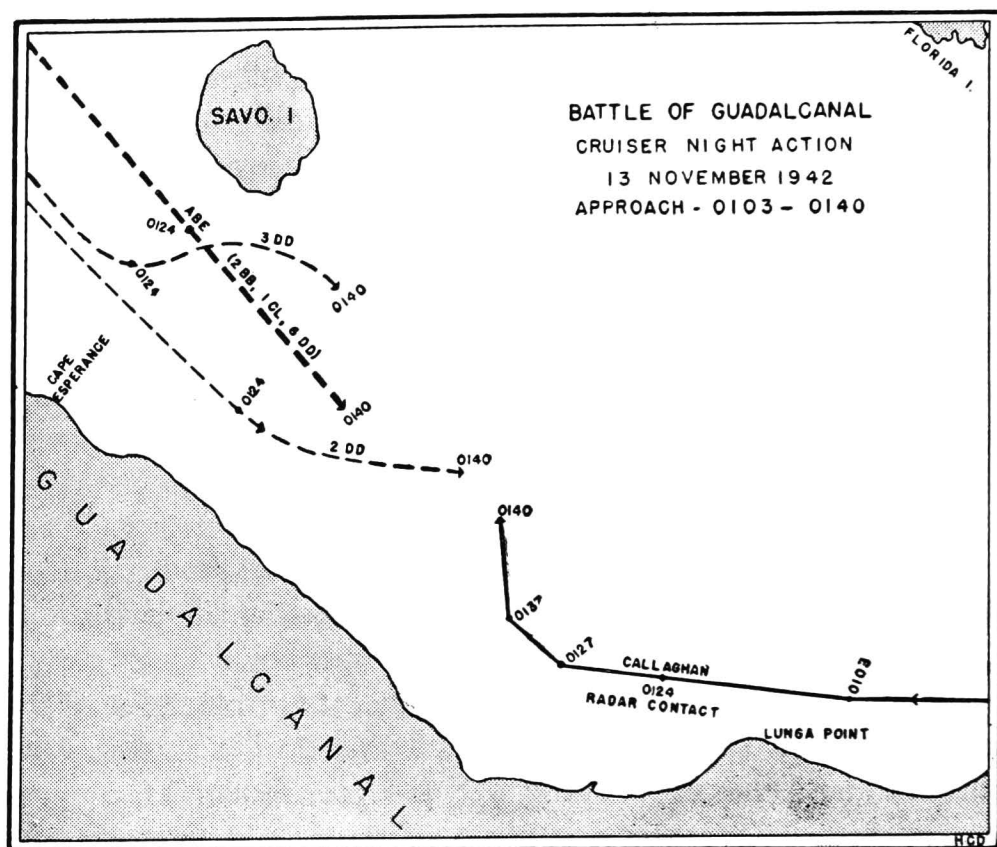 FLORIDA I.
SAVO. I
BATTLE OF GUADALCANAL
CRUISER NIGHT ACTION
13 NOVEMBER 1942
APPROACH - 0103 - 0140
ABE
0124
3 DD
0124
(2 BB, 1 CL, 6 DD)
0140
CAPE
ESPERANCE
0124
0140
2 DD
0140
GUADALCANAL
0140
0137
0127
CALLAGHAN
0124
0103
RADAR CONTACT
LUNGA POINT
HCD